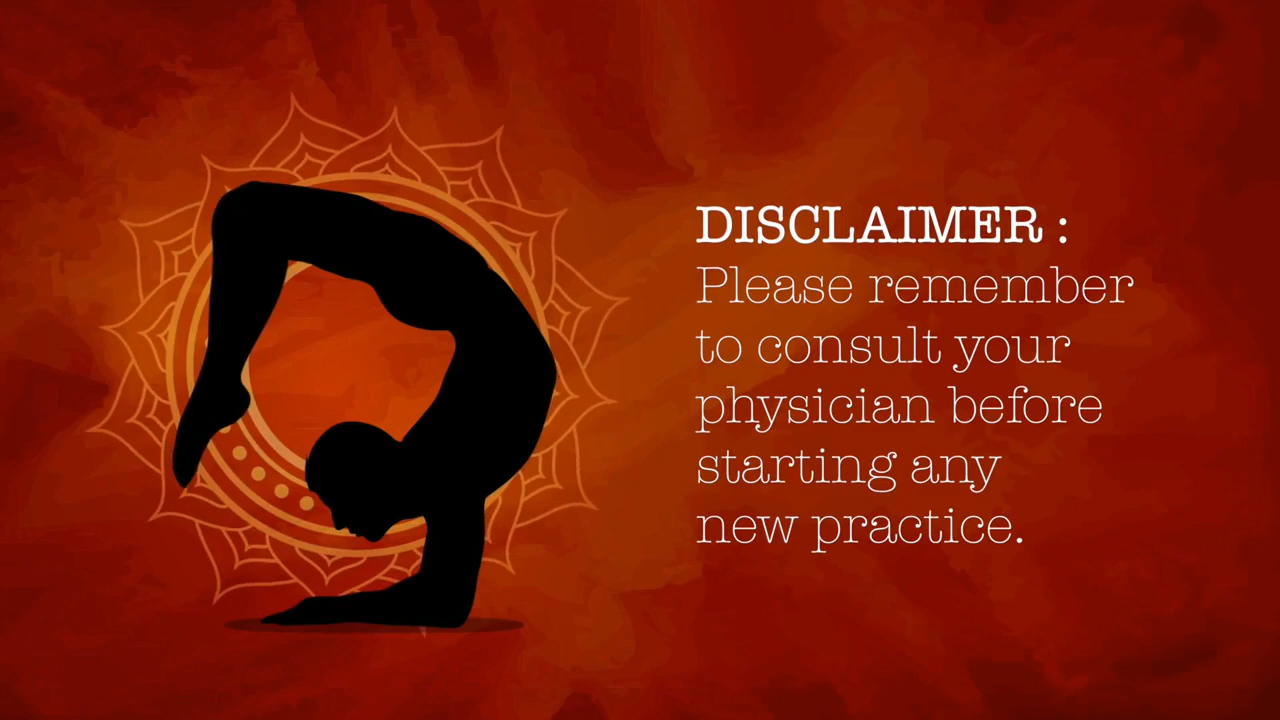 DISCLAIMER :
Please remember
to consult your
physician before
starting any
new practice.